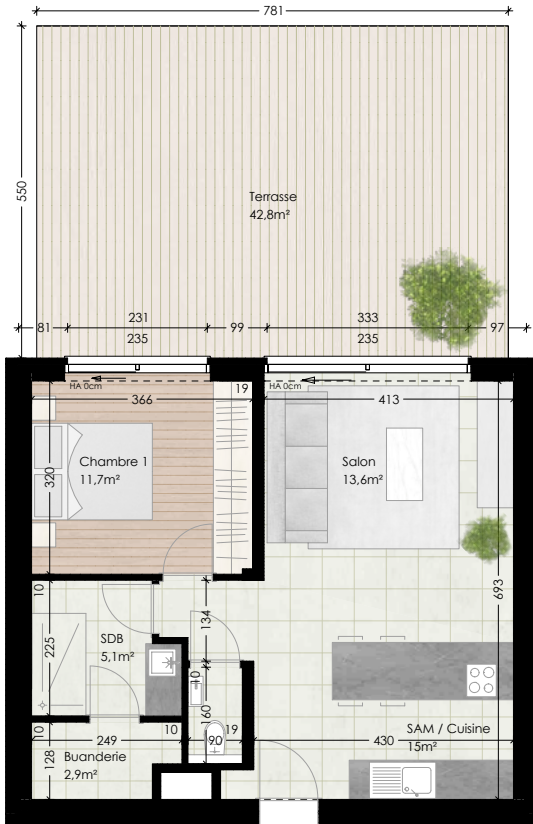 781
550
Terrasse
42,8m²
231
333
81
99
97
235
235
HA 0cm
19
HA 0cm
366
413
320
Chambre 1
11,7m²
Salon
13,6m²
693
10
134
225
SDB
5,1m²
10
160
10
10
19
249
90
430
SAM / Cuisine
15m²
128
Buanderie
2,9m²